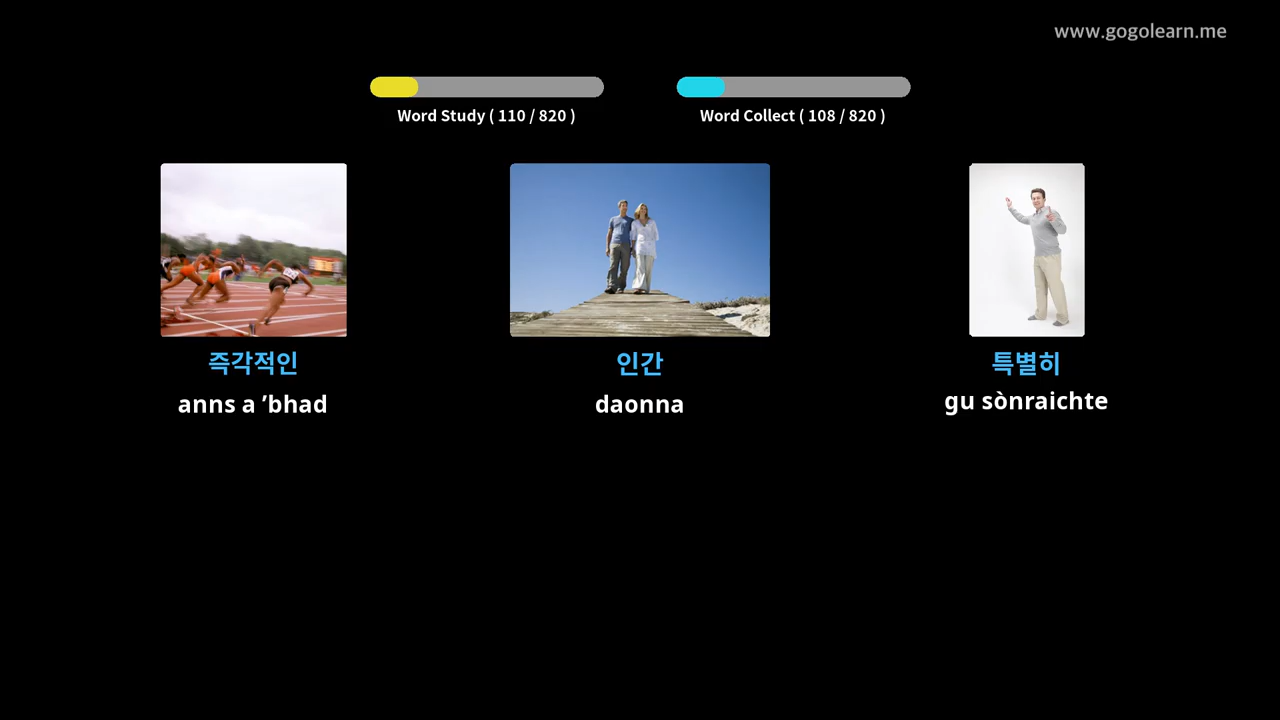 www.gogolearn.me
Word Study ( 110 / 820 )
Word Collect ( 108 / 820 )
즉각적인
인간
특별히
anns a ’bhad
daonna
gu sònraichte